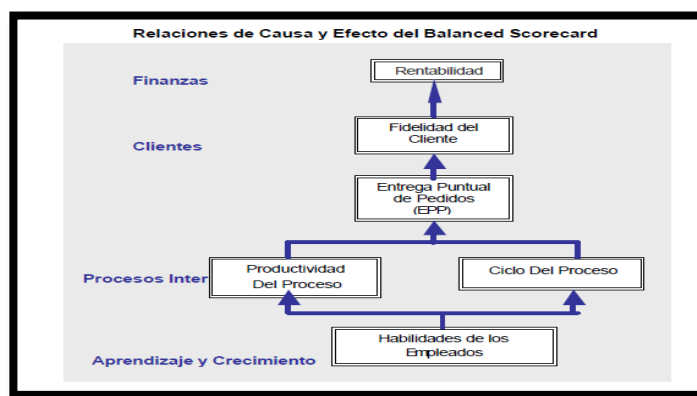 Relaciones de Causa y Efecto del Balanced Scorecard
Finanzas
Rentabilidad
Clientes
Fidelidad del
Cliente
Entrega Puntual
de Pedidos
(EPP)
Procesos Inter
Productividad
Del Proceso
Ciclo Del Proceso
Habilidades de los
Empleados
Aprendizaje y Crecimiento